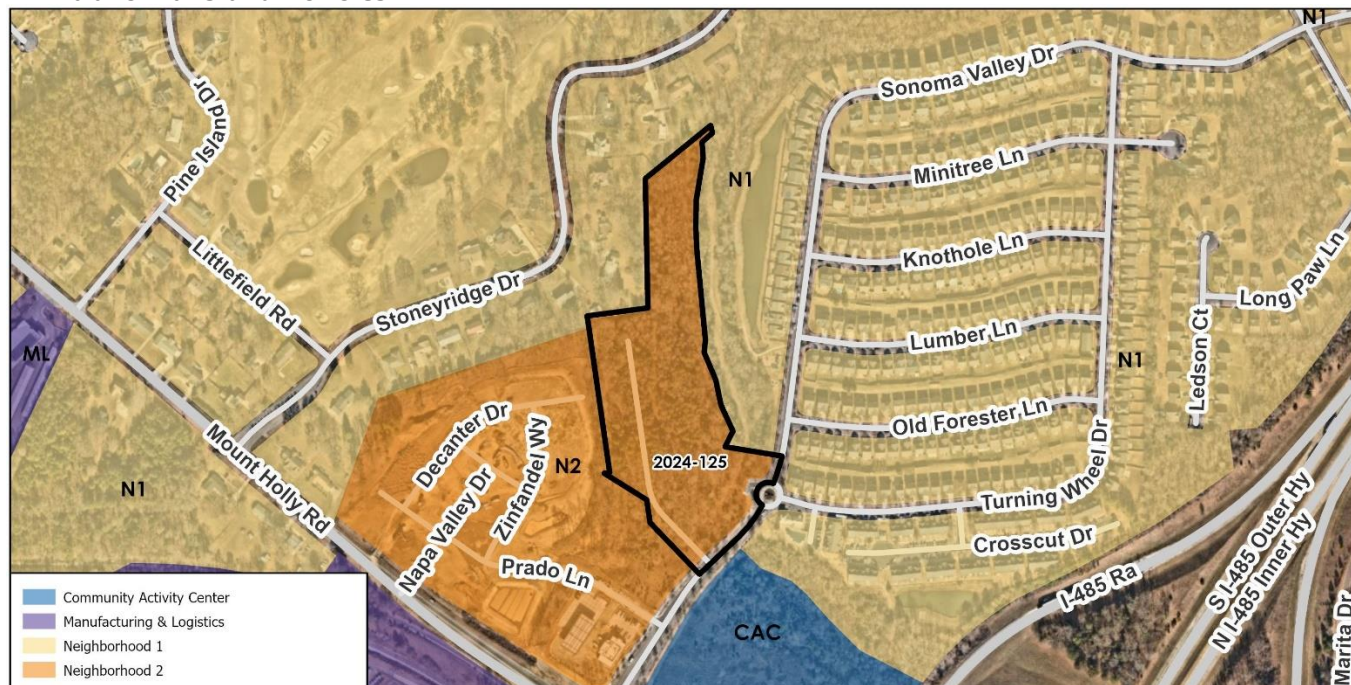 N1
Sonoma Valley Dr
Pine Island Dr
Minitree Ln
N1
Littlefield Rd
Knothole Ln
Long Paw Ln
Stoneyridge Dr
Lumber Ln
Ledson Ct
ML
N1
Old Forester Ln
Decanter Dr
Zinfandel Wy
N2
2024-125
Mount Holly Rd
N1
Napa Valley Dr
Turning Wheel Dr
Crosscut Dr
Prado Ln
I-485 Ra
S I-485 Outer Hy
N I-485 Inner Hy
Marita Dr
CAC
Community Activity Center
Manufacturing & Logistics
Neighborhood 1
Neighborhood 2